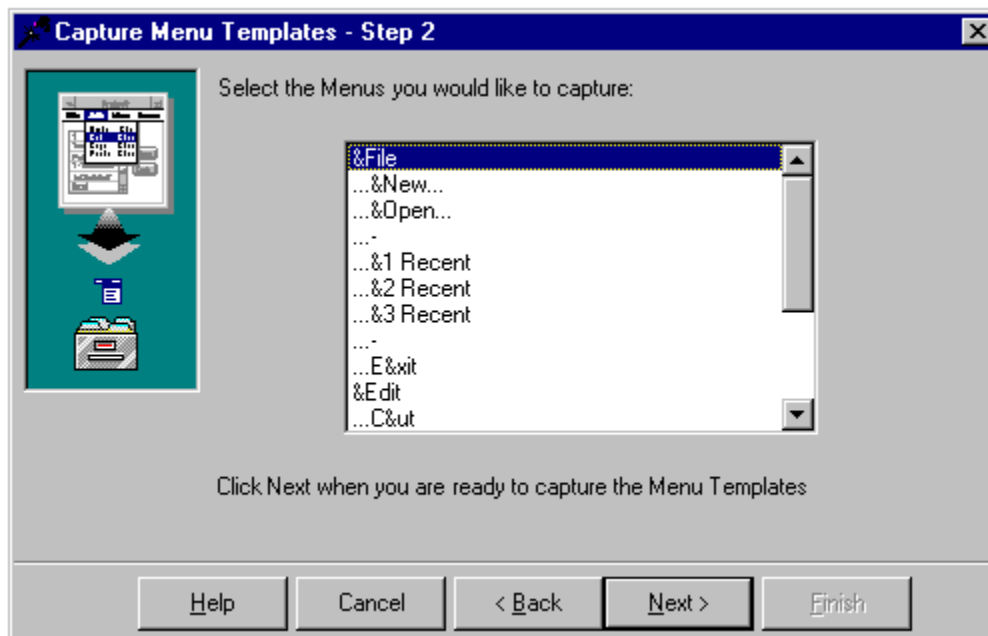 Capture Menu Templates - Step 2
Select the Menus you would like to capture:
&File
...&New...
...&Open...
...-
...&1 Recent
...&2 Recent
...&3 Recent
...-
...E&xit
&Edit
...C&ut
Click Next when you are ready to capture the Menu Templates
Help Cancel < Back Next > Finish